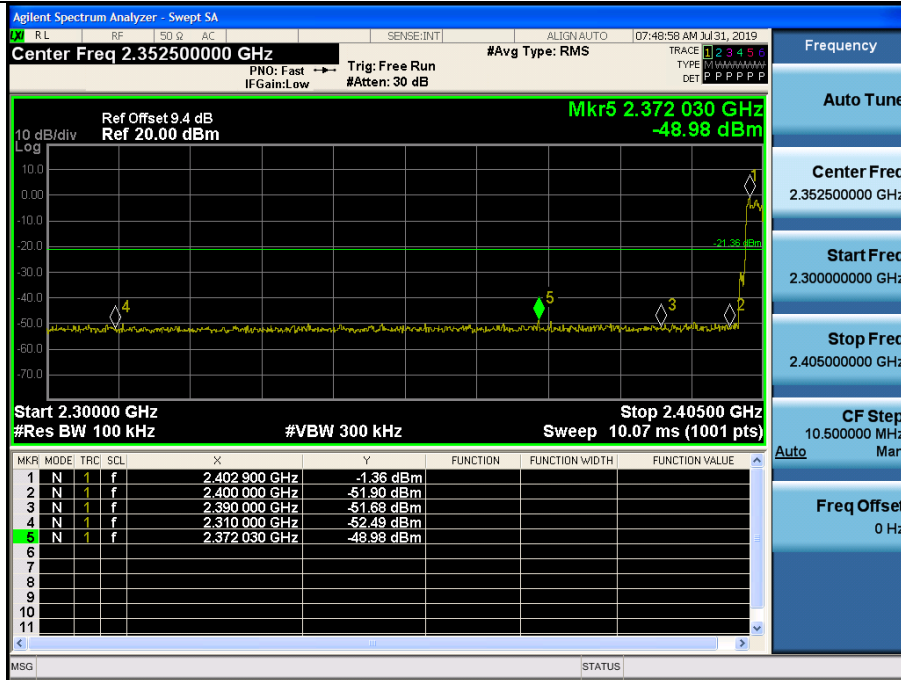 Agilent Spectrum Analyzer - Swept SA
LXI RL RF 50 Ω AC SENSE:INT ALIGN AUTO 07:48:58 AM Jul 31, 2019
Center Freq 2.352500000 GHz
PNO: Fast
IFGain:Low
Trig: Free Run
#Atten: 30 dB
#Avg Type: RMS
TRACE 1 2 3 4 5 6
TYPE M W W W W W
DET P P P P P P
Mkr5 2.372 030 GHz
-48.98 dBm
Ref Offset 9.4 dB
10 dB/div Ref 20.00 dBm
Log
10.0
0.00
-10.0
-20.0
-30.0
-40.0
-50.0
-60.0
-70.0
1
-21.36 dBm
4
5
3
2
Start 2.30000 GHz Stop 2.40500 GHz
#Res BW 100 kHz #VBW 300 kHz Sweep 10.07 ms (1001 pts)
MKR MODE TRC SCL X Y FUNCTION FUNCTION WIDTH FUNCTION VALUE
1 N 1 f 2.402 900 GHz -1.36 dBm
2 N 1 f 2.400 000 GHz -51.90 dBm
3 N 1 f 2.390 000 GHz -51.68 dBm
4 N 1 f 2.310 000 GHz -52.49 dBm
5 N 1 f 2.372 030 GHz -48.98 dBm
6
7
8
9
10
11
MSG STATUS
Frequency
Auto Tune
Center Freq
2.352500000 GHz
Start Freq
2.300000000 GHz
Stop Freq
2.405000000 GHz
CF Step
10.500000 MHz
Auto Man
Freq Offset
0 Hz